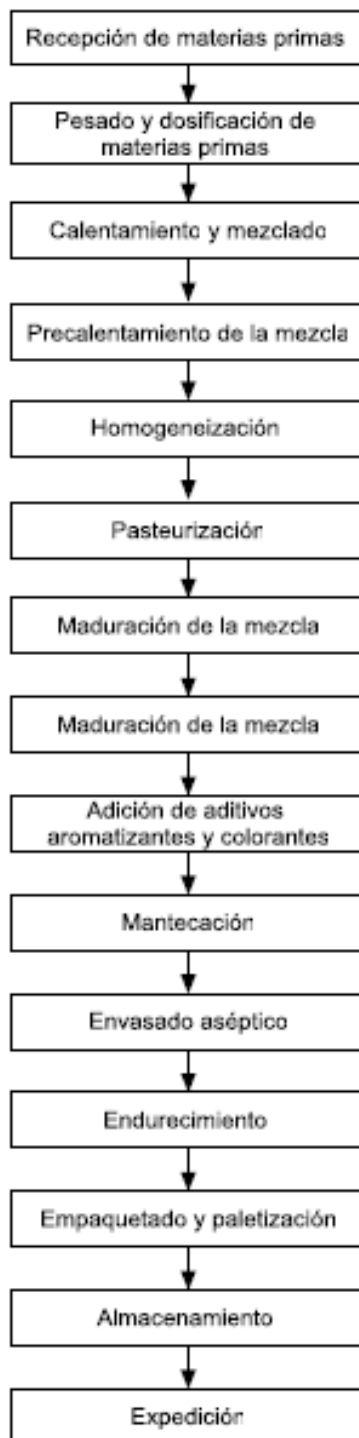 Recepción de materias primas
Pesado y dosificación de
materias primas
Calentamiento y mezclado
Precalentamiento de la mezcla
Homogeneización
Pasteurización
Maduración de la mezcla
Maduración de la mezcla
Adición de aditivos
aromatizantes y colorantes
Mantecación
Envasado aséptico
Endurecimiento
Empaquetado y paletización
Almacenamiento
Expedición